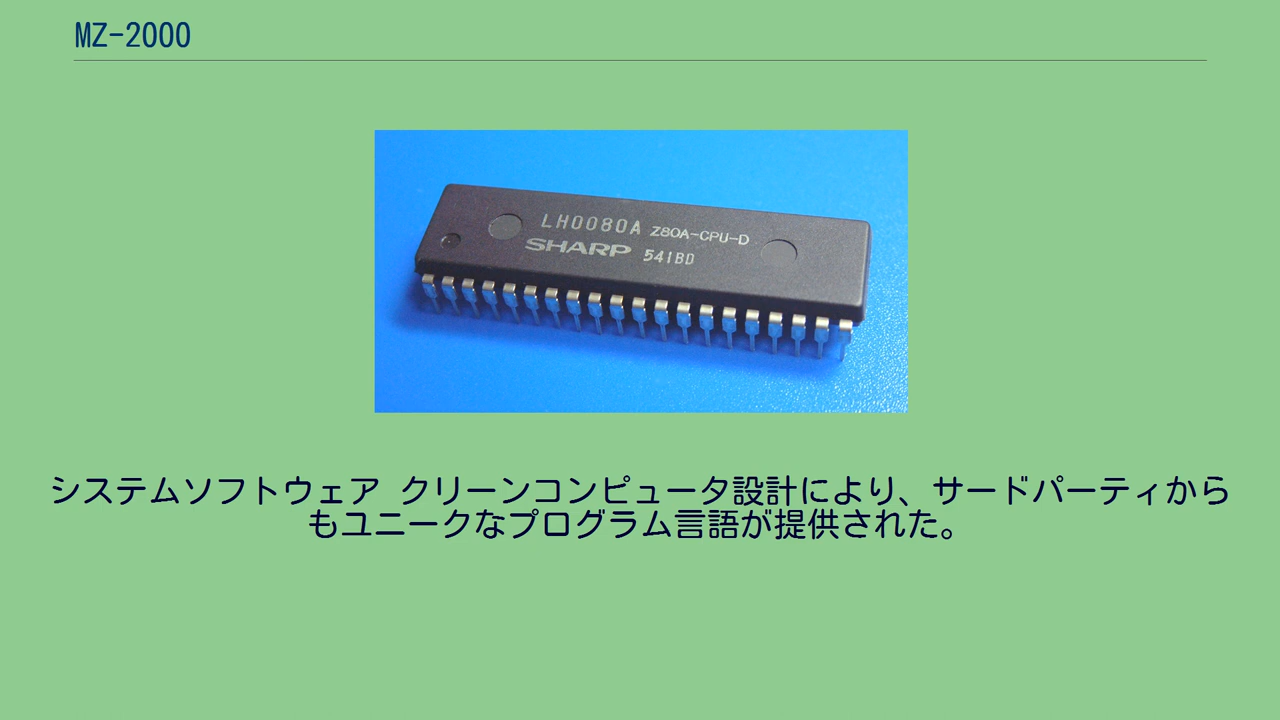 MZ-2000
LH0080A Z80A-CPU-D
SHARP 541BD
システムソフトウェア クリーンコンピュータ設計により、サードパーティから
もユニークなプログラム言語が提供された。